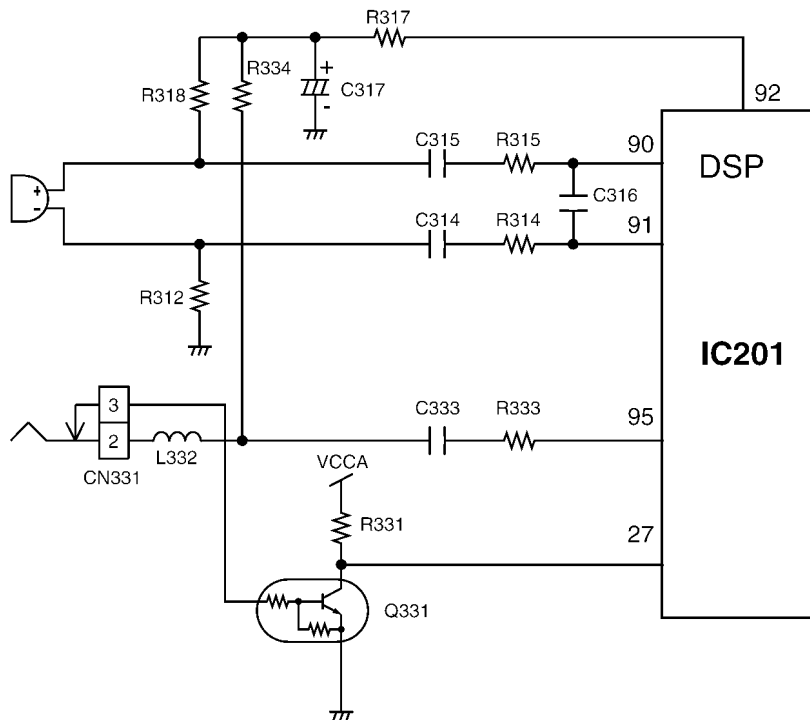 R317
R318
R334
+
C317
-
92
C315
R315
90
DSP
+
-
C316
C314
R314
91
R312
IC201
3
2
CN331
L332
C333
R333
95
VCCA
R331
27
Q331